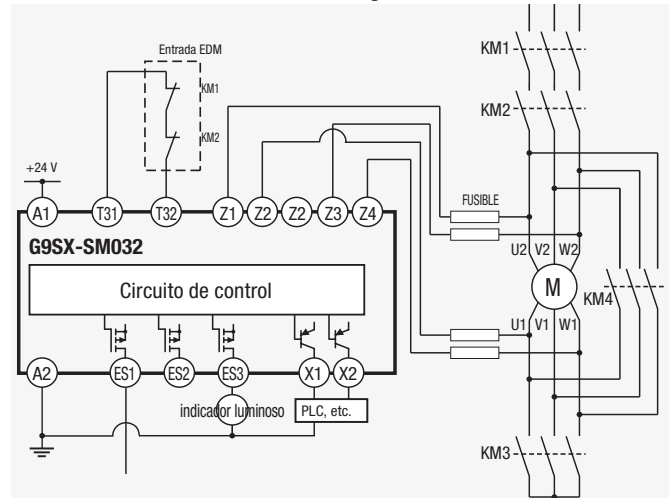 Entrada EDM
KM1
KM2
+24 V
KM1
KM2
A1
T31
T32
Z1
Z2
Z2
Z3
Z4
FUSIBLE
G9SX-SM032
Circuito de control
U2 V2 W2
M
KM4
U1 V1 W1
A2
ES1
ES2
ES3
X1
X2
indicador luminoso
PLC, etc.
KM3